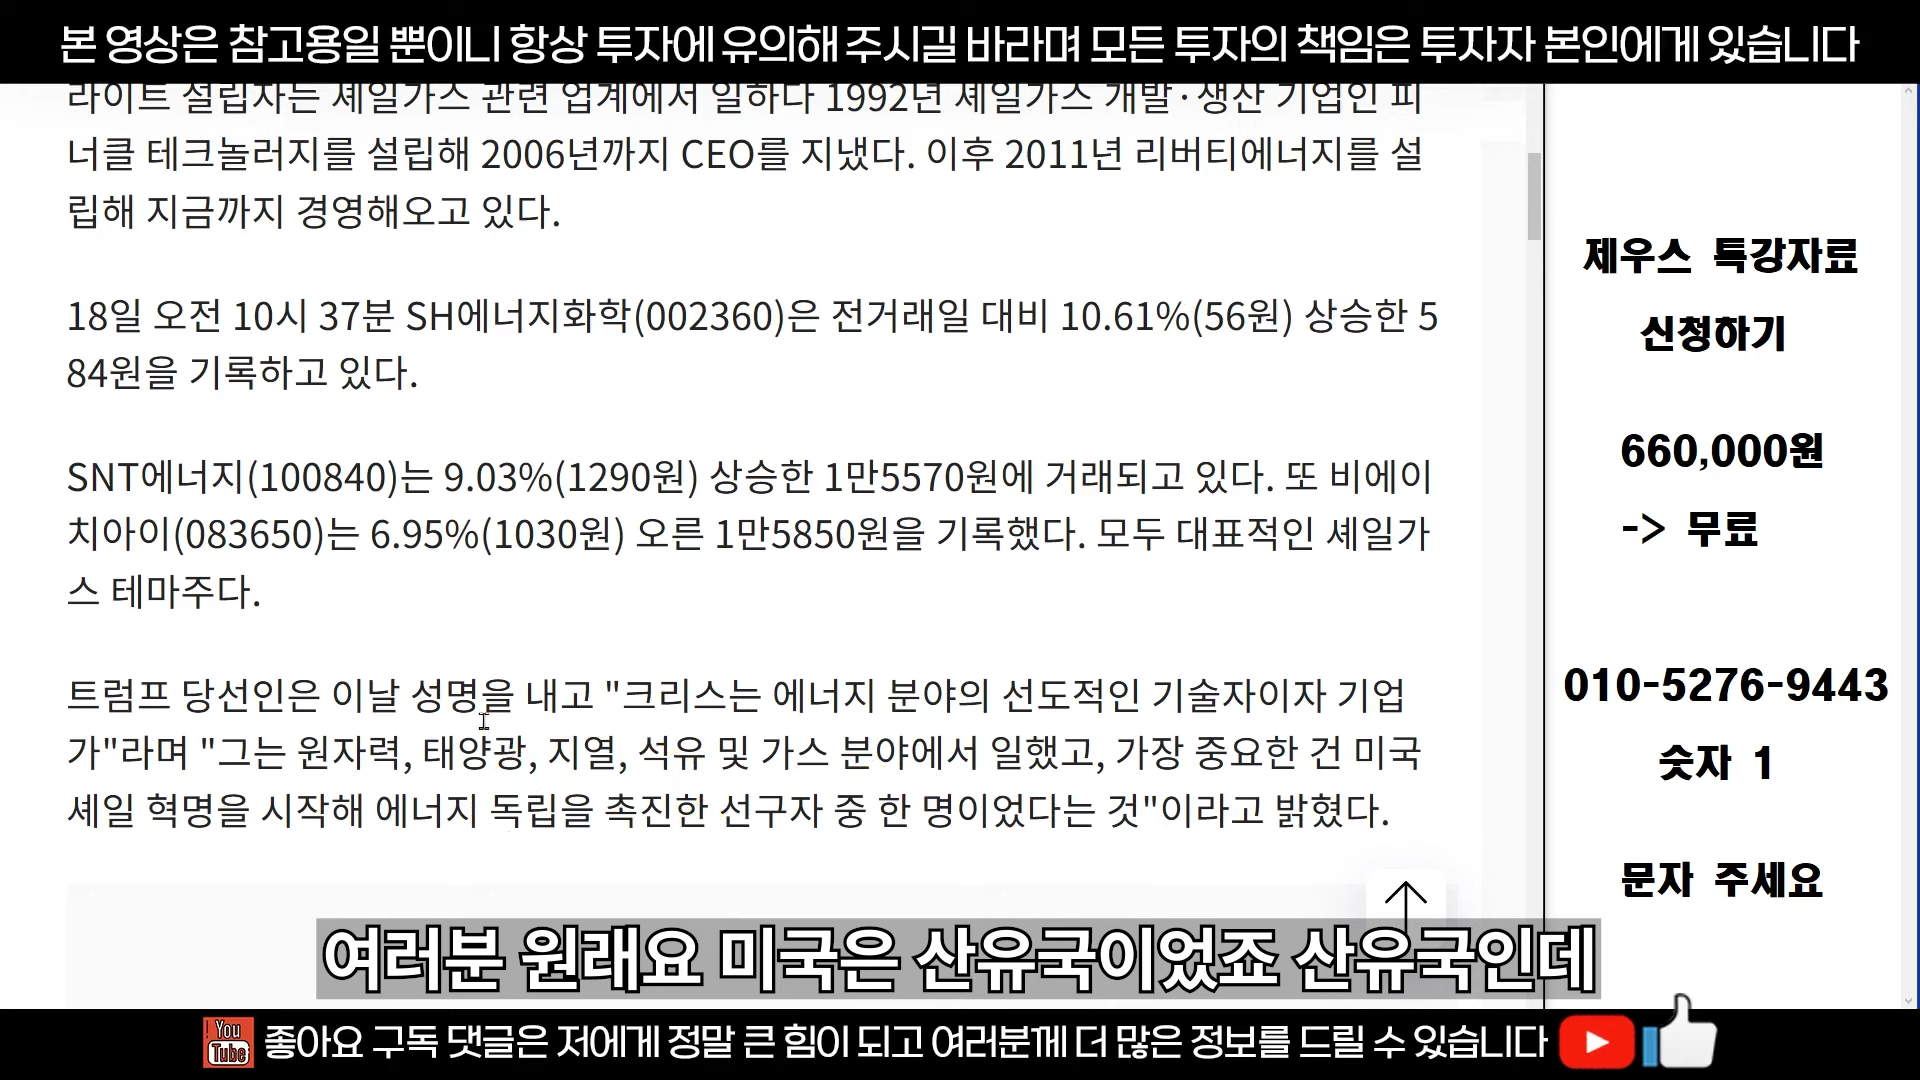 본 영상은 참고용일 뿐이니 항상 투자에 유의해 주시길 바라며 모든 투자의 책임은 투자자 본인에게 있습니다
라이트 설립자는 셰일가스 관련 업계에서 일하다 1992년 셰일가스 개발·생산 기업인 피
너클 테크놀러지를 설립해 2006년까지 CEO를 지냈다. 이후 2011년 리버티에너지를 설
립해 지금까지 경영해오고 있다.
18일 오전 10시 37분 SH에너지화학(002360)은 전거래일 대비 10.61%(56원) 상승한 5
84원을 기록하고 있다.
SNT에너지(100840)는 9.03%(1290원) 상승한 1만5570원에 거래되고 있다. 또 비에이
치아이(083650)는 6.95%(1030원) 오른 1만5850원을 기록했다. 모두 대표적인 셰일가
스 테마주다.
트럼프 당선인은 이날 성명을 내고 "크리스는 에너지 분야의 선도적인 기술자이자 기업
가"라며 "그는 원자력, 태양광, 지열, 석유 및 가스 분야에서 일했고, 가장 중요한 건 미국
셰일 혁명을 시작해 에너지 독립을 촉진한 선구자 중 한 명이었다는 것"이라고 밝혔다.
제우스 특강자료
신청하기
660,000원
-> 무료
010-5276-9443
숫자 1
문자 주세요
여러분 원래요 미국은 산유국이었죠 산유국인데
You
Tube
좋아요 구독 댓글은 저에게 정말 큰 힘이 되고 여러분께 더 많은 정보를 드릴 수 있습니다